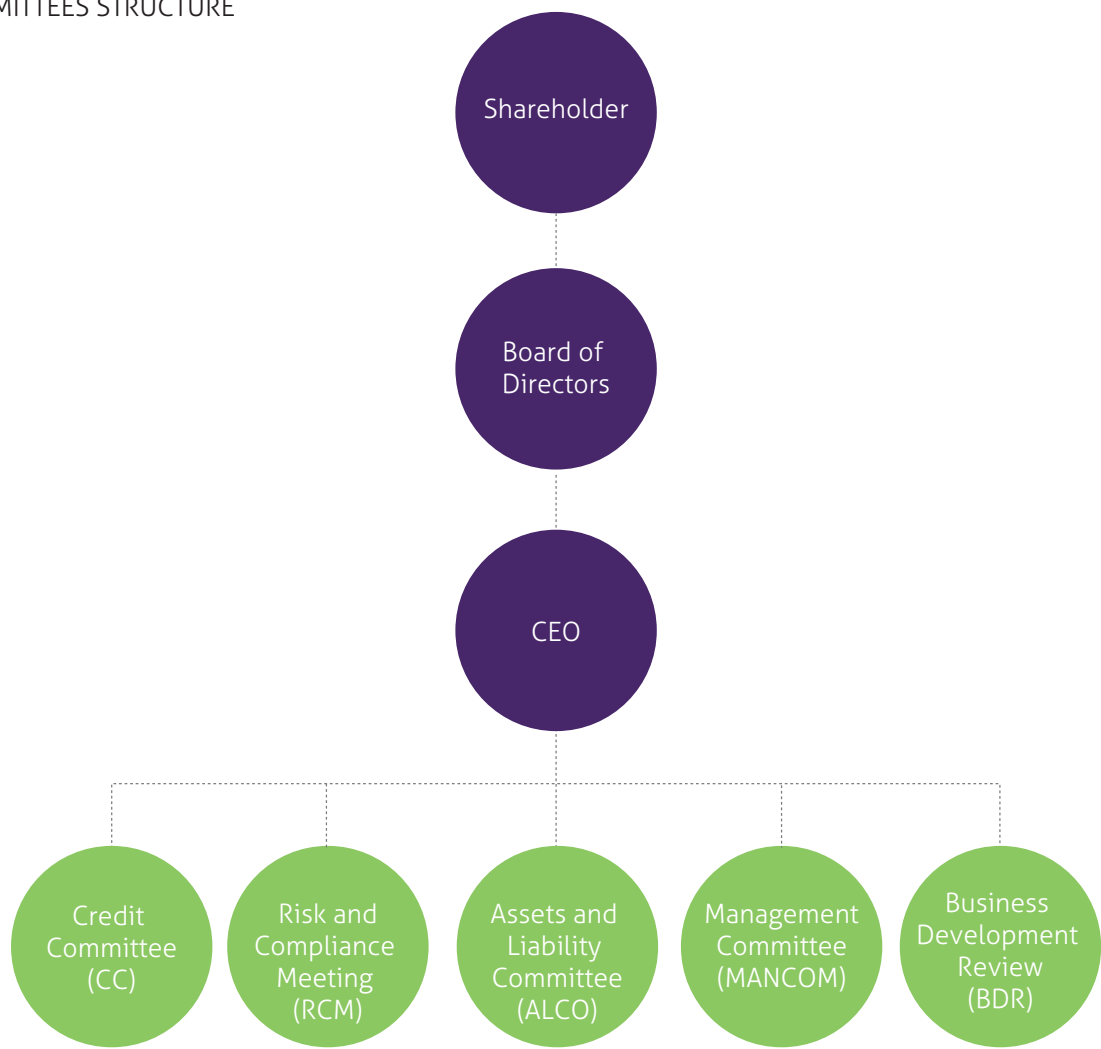 STRUCTURE
Shareholder
Board of
Directors
CEO
Credit
Committee
(CC)
Risk and
Compliance
Meeting
(RCM)
Assets and
Liability
Committee
(ALCO)
Management
Committee
(MANCOM)
Business
Development
Review
(BDR)